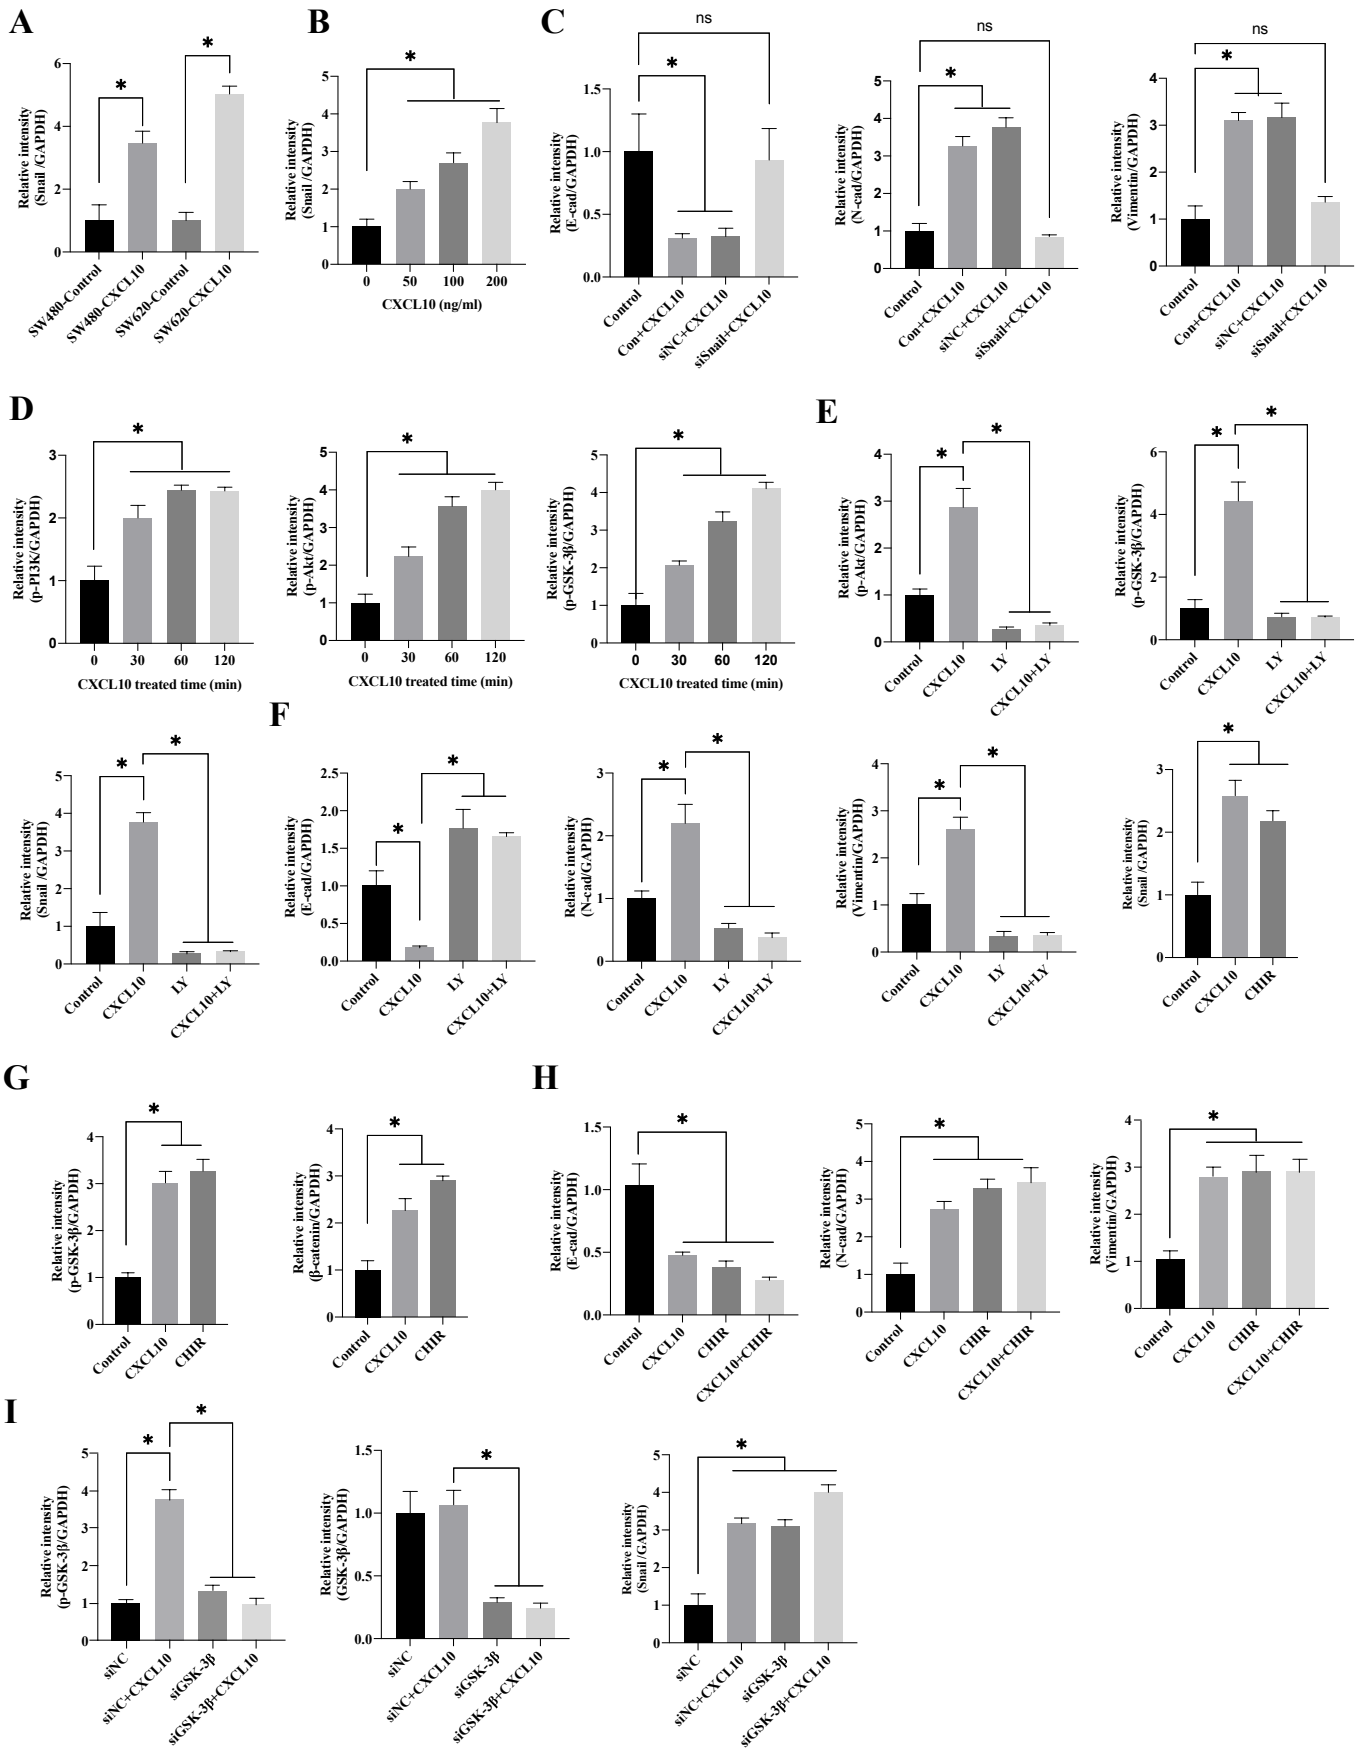 A
*
*
6
4
2
0
Relative intensity
(Snail /GAPDH)
SW480-Control
SW480-CXCL10
SW620-Control
SW620-CXCL10
B
*
5
4
3
2
1
0
Relative intensity
(Snail/GAPDH)
0 50 100 200
CXCL10 (ng/ml)
C
ns
*
1.5
1.0
0.5
0.0
Relative intensity
(E-cad/GAPDH)
Control
Con+CXCL10
siNC+CXCL10
siSnail+CXCL10
ns
*
5
4
3
2
1
0
Relative intensity
(N-cad/GAPDH)
Control
Con+CXCL10
siNC+CXCL10
siSnail+CXCL10
ns
*
4
3
2
1
0
Relative intensity
(Vimentin/GAPDH)
Control
Con+CXCL10
siNC+CXCL10
siSnail+CXCL10
D
*
3
2
1
0
Relative intensity
(p-PI3K/GAPDH)
0 30 60 120
CXCL10 treated time (min)
*
5
4
3
2
1
0
Relative intensity
(p-Akt/GAPDH)
0 30 60 120
CXCL10 treated time (min)
*
5
4
3
2
1
0
Relative intensity
(p-GSK-3β/GAPDH)
0 30 60 120
CXCL10 treated time (min)
E
*
*
4
3
2
1
0
Relative intensity
(p-Akt/GAPDH)
Control
CXCL10
LY
CXCL10+LY
*
*
6
4
2
0
Relative intensity
(p-GSK-3β/GAPDH)
Control
CXCL10
LY
CXCL10+LY
*
*
5
4
3
2
1
0
Relative intensity
(Snail /GAPDH)
Control
CXCL10
LY
CXCL10+LY
F
*
*
2.5
2.0
1.5
1.0
0.5
0.0
Relative intensity
(E-cad/GAPDH)
Control
CXCL10
LY
CXCL10+LY
*
*
3
2
1
0
Relative intensity
(N-cad/GAPDH)
Control
CXCL10
LY
CXCL10+LY
*
*
4
3
2
1
0
Relative intensity
(Vimentin/GAPDH)
Control
CXCL10
LY
CXCL10+LY
*
3
2
1
0
Relative intensity
(Snail /GAPDH)
Control
CXCL10
CHIR
G
*
4
3
2
1
0
Relative intensity
(p-GSK-3β/GAPDH)
Control
CXCL10
CHIR
*
4
3
2
1
0
Relative intensity
(β-catenin/GAPDH)
Control
CXCL10
CHIR
H
*
1.5
1.0
0.5
0.0
Relative intensity
(E-cad/GAPDH)
Control
CXCL10
CHIR
CXCL10+CHIR
*
5
4
3
2
1
0
Relative intensity
(N-cad/GAPDH)
Control
CXCL10
CHIR
CXCL10+CHIR
*
4
3
2
1
0
Relative intensity
(Vimentin/GAPDH)
Control
CXCL10
CHIR
CXCL10+CHIR
I
*
*
5
4
3
2
1
0
Relative intensity
(p-GSK-3β/GAPDH)
siNC
siNC+CXCL10
siGSK-3β
siGSK-3β+CXCL10
*
1.5
1.0
0.5
0.0
Relative intensity
(GSK-3β/GAPDH)
siNC
siNC+CXCL10
siGSK-3β
siGSK-3β+CXCL10
*
5
4
3
2
1
0
Relative intensity
(Snail /GAPDH)
siNC
siNC+CXCL10
siGSK-3β
siGSK-3β+CXCL10